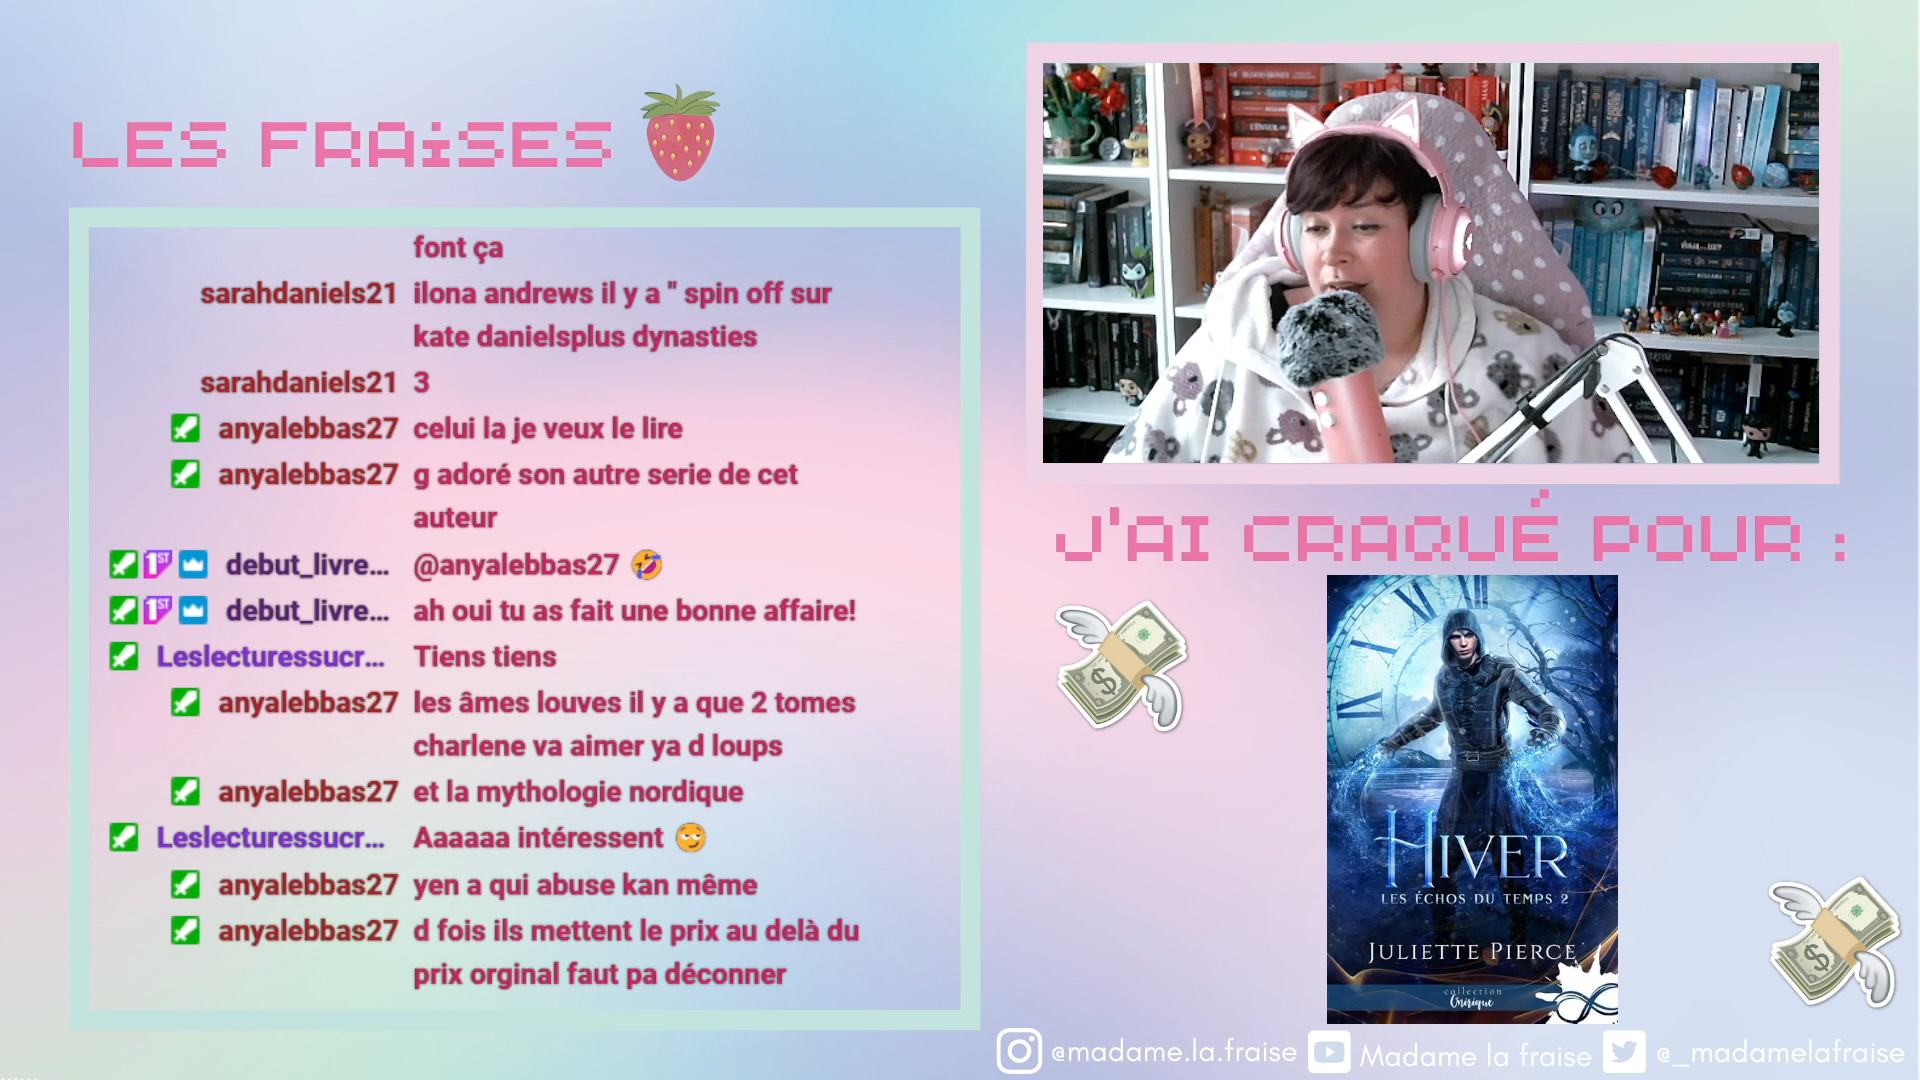 LES FRAISES
font ça
sarahdaniels21 ilona andrews il y a " spin off sur
kate danielsplus dynasties
sarahdaniels21 3
anyalebbas27 celui la je veux le lire
anyalebbas27 g adoré son autre serie de cet
auteur
1ST debut_livre... @anyalebbas27
1ST debut_livre... ah oui tu as fait une bonne affaire!
Leslecturessucr... Tiens tiens
anyalebbas27 les âmes louves il y a que 2 tomes
charlene va aimer ya d loups
anyalebbas27 et la mythologie nordique
Leslecturessucr... Aaaaaa intéressent
anyalebbas27 yen a qui abuse kan même
anyalebbas27 d fois ils mettent le prix au delà du
prix orginal faut pa déconner
J'AI CRAQUÉ POUR :
HIVER
LES ÉCHOS DU TEMPS 2
JULIETTE PIERCE
collection
Onirique
@madame.la.fraise Madame la fraise @_madamelafraise